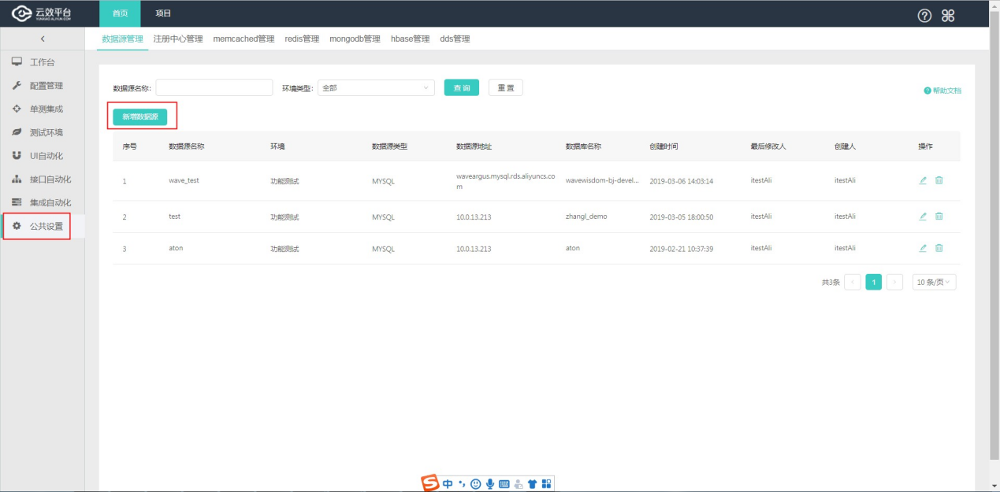 云效平台
YUNXIAO.ALIYUN.COM
首页 项目
数据源管理 注册中心管理 memcached管理 redis管理 mongodb管理 hbase管理 dds管理
工作台
配置管理
单测集成
测试环境
UI自动化
接口自动化
集成自动化
公共设置
数据源名称: 环境类型: 全部 查 询 重 置
帮助文档
新增数据源
序号 数据源名称 环境 数据源类型 数据源地址 数据库名称 创建时间 最后修改人 创建人 操作
1 wave_test 功能测试 MYSQL waveargus.mysql.rds.aliyuncs.co wavewisdom-bj-devel... 2019-03-06 14:03:14 itestAli itestAli
m
2 test 功能测试 MYSQL 10.0.13.213 zhangl_demo 2019-03-05 18:00:50 itestAli itestAli
3 aton 功能测试 MYSQL 10.0.13.213 aton 2019-02-21 10:37:39 itestAli itestAli
共3条 1 10 条/页
中